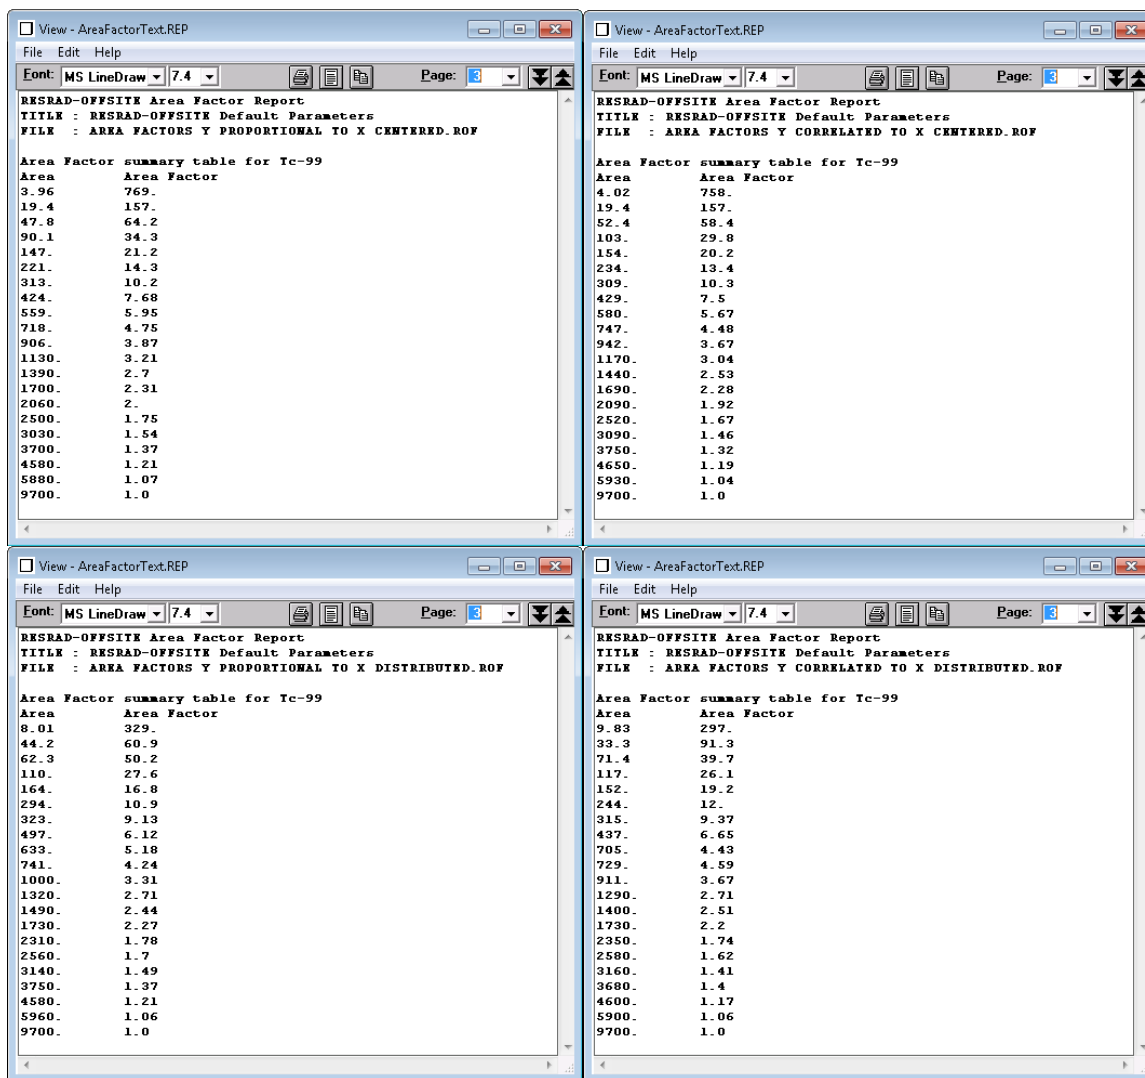 View - AreaFactorText.REP
File Edit Help
Font: MS LineDraw 7.4 Page: 3
RESRAD-OFFSITE Area Factor Report
TITLE : RESRAD-OFFSITE Default Parameters
FILE : AREA FACTORS Y PROPORTIONAL TO X CENTERED.ROF
Area Factor summary table for Tc-99
Area Area Factor
3.96 769.
19.4 157.
47.8 64.2
90.1 34.3
147. 21.2
221. 14.3
313. 10.2
424. 7.68
559. 5.95
718. 4.75
906. 3.87
1130. 3.21
1390. 2.7
1700. 2.31
2060. 2.
2500. 1.75
3030. 1.54
3700. 1.37
4580. 1.21
5880. 1.07
9700. 1.0
View - AreaFactorText.REP
File Edit Help
Font: MS LineDraw 7.4 Page: 3
RESRAD-OFFSITE Area Factor Report
TITLE : RESRAD-OFFSITE Default Parameters
FILE : AREA FACTORS Y CORRELATED TO X CENTERED.ROF
Area Factor summary table for Tc-99
Area Area Factor
4.02 758.
19.4 157.
52.4 58.4
103. 29.8
154. 20.2
234. 13.4
309. 10.3
429. 7.5
580. 5.67
747. 4.48
942. 3.67
1170. 3.04
1440. 2.53
1690. 2.28
2090. 1.92
2520. 1.67
3090. 1.46
3750. 1.32
4650. 1.19
5930. 1.04
9700. 1.0
View - AreaFactorText.REP
File Edit Help
Font: MS LineDraw 7.4 Page: 3
RESRAD-OFFSITE Area Factor Report
TITLE : RESRAD-OFFSITE Default Parameters
FILE : AREA FACTORS Y PROPORTIONAL TO X DISTRIBUTED.ROF
Area Factor summary table for Tc-99
Area Area Factor
8.01 329.
44.2 60.9
62.3 50.2
110. 27.6
164. 16.8
294. 10.9
323. 9.13
497. 6.12
633. 5.18
741. 4.24
1000. 3.31
1320. 2.71
1490. 2.44
1730. 2.27
2310. 1.78
2560. 1.7
3140. 1.49
3750. 1.37
4580. 1.21
5960. 1.06
9700. 1.0
View - AreaFactorText.REP
File Edit Help
Font: MS LineDraw 7.4 Page: 3
RESRAD-OFFSITE Area Factor Report
TITLE : RESRAD-OFFSITE Default Parameters
FILE : AREA FACTORS Y CORRELATED TO X DISTRIBUTED.ROF
Area Factor summary table for Tc-99
Area Area Factor
9.83 297.
33.3 91.3
71.4 39.7
117. 26.1
152. 19.2
244. 12.
315. 9.37
437. 6.65
705. 4.43
729. 4.59
911. 3.67
1290. 2.71
1400. 2.51
1730. 2.2
2350. 1.74
2580. 1.62
3160. 1.41
3680. 1.4
4600. 1.17
5900. 1.06
9700. 1.0